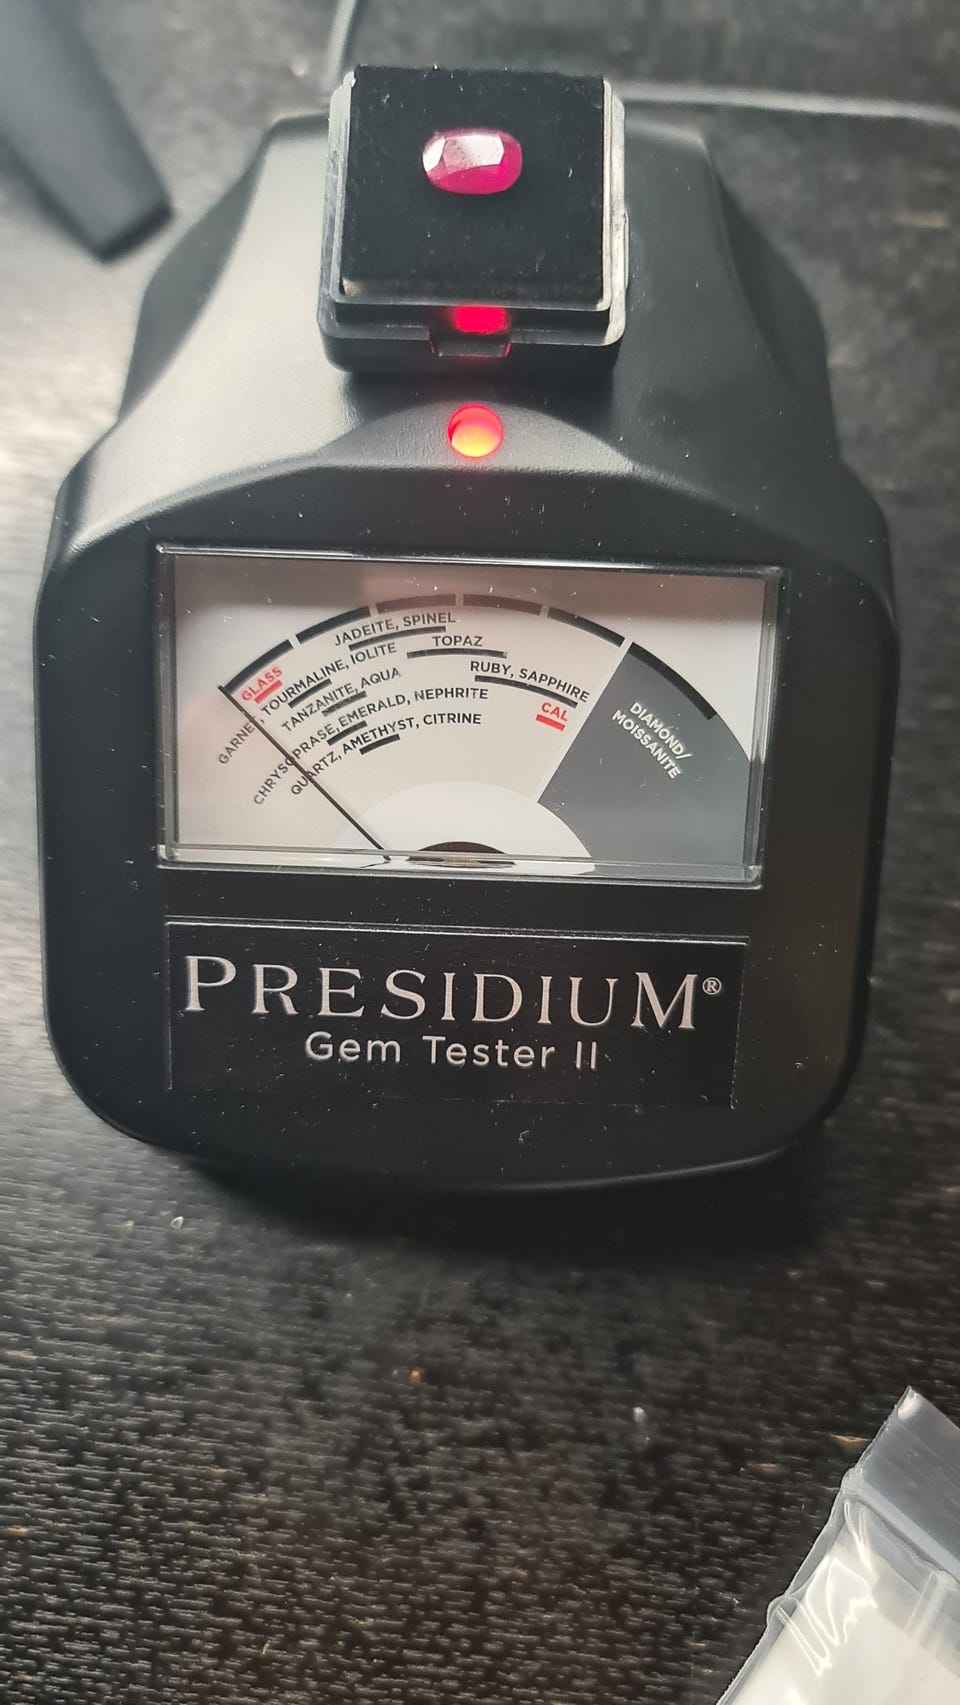 GLASS
JADEITE, SPINEL
GARNET, TOURMALINE, IOLITE
TOPAZ
TANZANITE, AQUA
RUBY, SAPPHIRE
CHRYSOPRASE, EMERALD, NEPHRITE
CAL
QUARTZ, AMETHYST, CITRINE
DIAMOND/
MOISSANITE
PRESIDIUM®
Gem Tester II